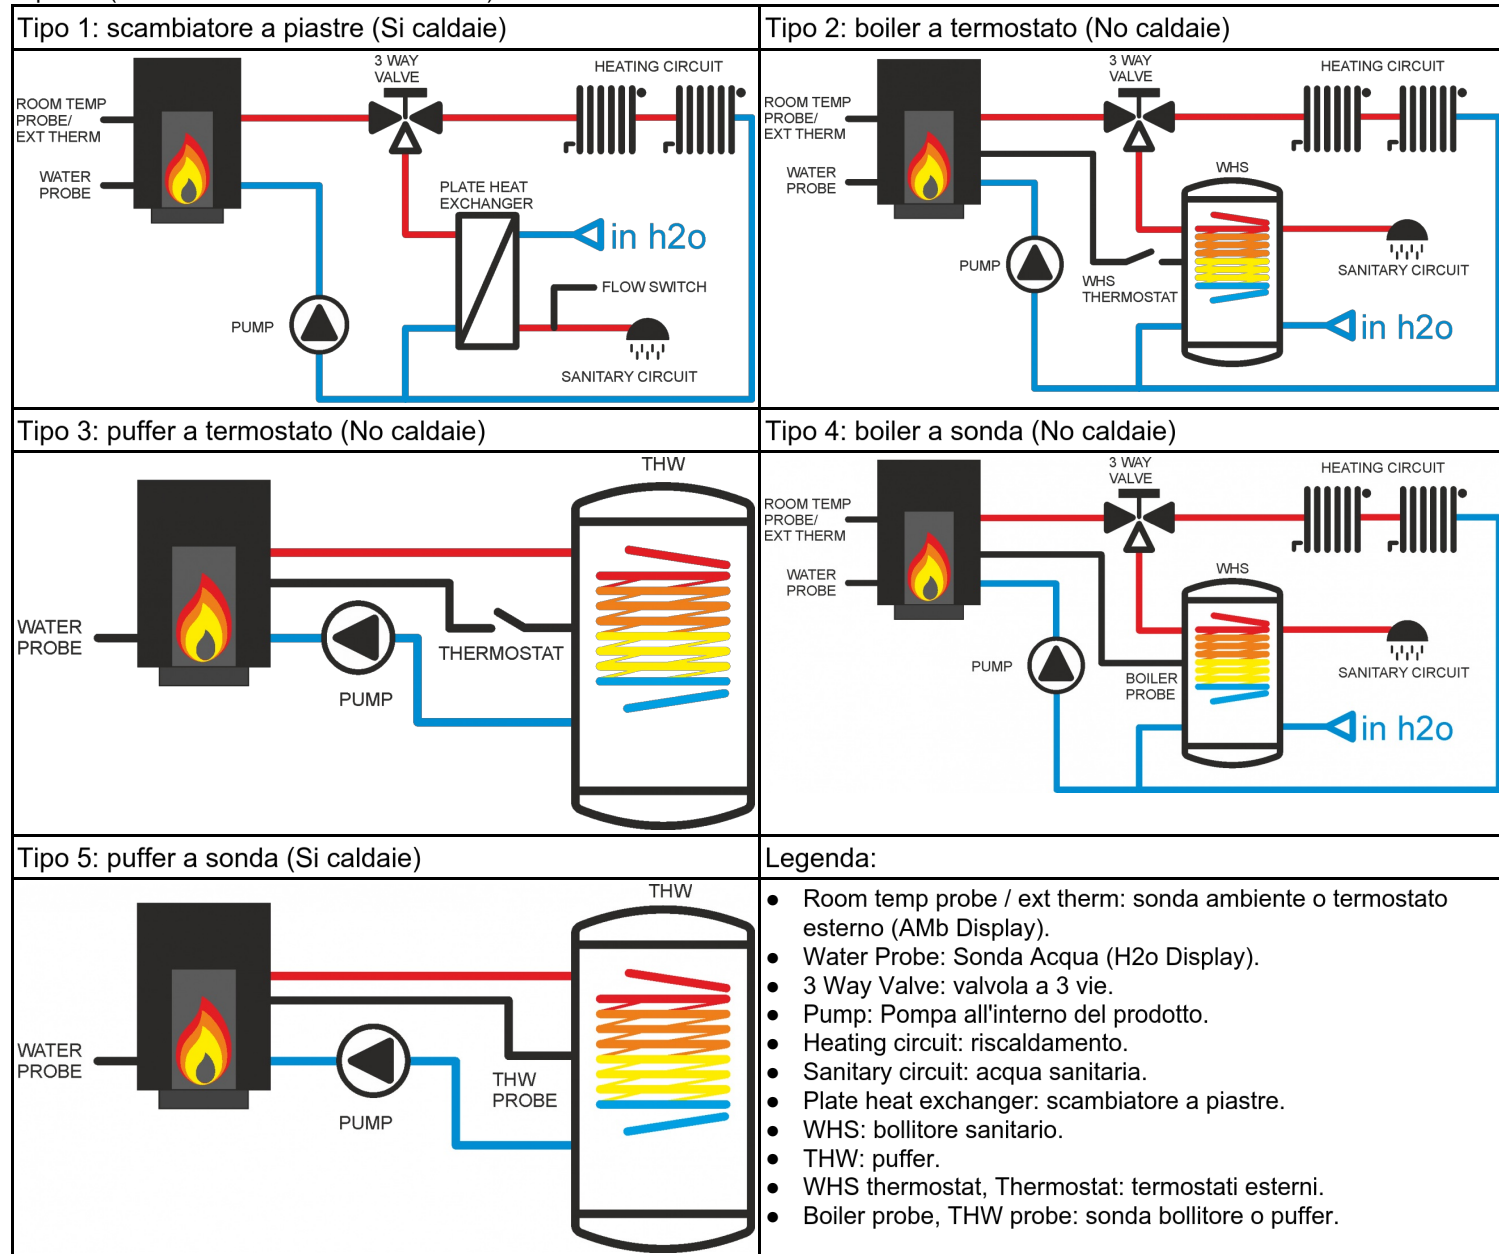 Tipo 1: scambiatore a piastre (Si caldaie)
3 WAY
VALVE
HEATING CIRCUIT
ROOM TEMP
PROBE/
EXT THERM
WATER
PROBE
PLATE HEAT
EXCHANGER
in h2o
FLOW SWITCH
PUMP
SANITARY CIRCUIT
Tipo 2: boiler a termostato (No caldaie)
3 WAY
VALVE
HEATING CIRCUIT
ROOM TEMP
PROBE/
EXT THERM
WATER
PROBE
WHS
PUMP
WHS
THERMOSTAT
SANITARY CIRCUIT
in h2o
Tipo 3: puffer a termostato (No caldaie)
THW
WATER
PROBE
THERMOSTAT
PUMP
Tipo 4: boiler a sonda (No caldaie)
3 WAY
VALVE
HEATING CIRCUIT
ROOM TEMP
PROBE/
EXT THERM
WATER
PROBE
WHS
PUMP
BOILER
PROBE
SANITARY CIRCUIT
in h2o
Tipo 5: puffer a sonda (Si caldaie)
THW
WATER
PROBE
THW
PROBE
PUMP
Legenda:
● Room temp probe / ext therm: sonda ambiente o termostato
esterno (AMb Display).
● Water Probe: Sonda Acqua (H2o Display).
● 3 Way Valve: valvola a 3 vie.
● Pump: Pompa all'interno del prodotto.
● Heating circuit: riscaldamento.
● Sanitary circuit: acqua sanitaria.
● Plate heat exchanger: scambiatore a piastre.
● WHS: bollitore sanitario.
● THW: puffer.
● WHS thermostat, Thermostat: termostati esterni.
● Boiler probe, THW probe: sonda bollitore o puffer.